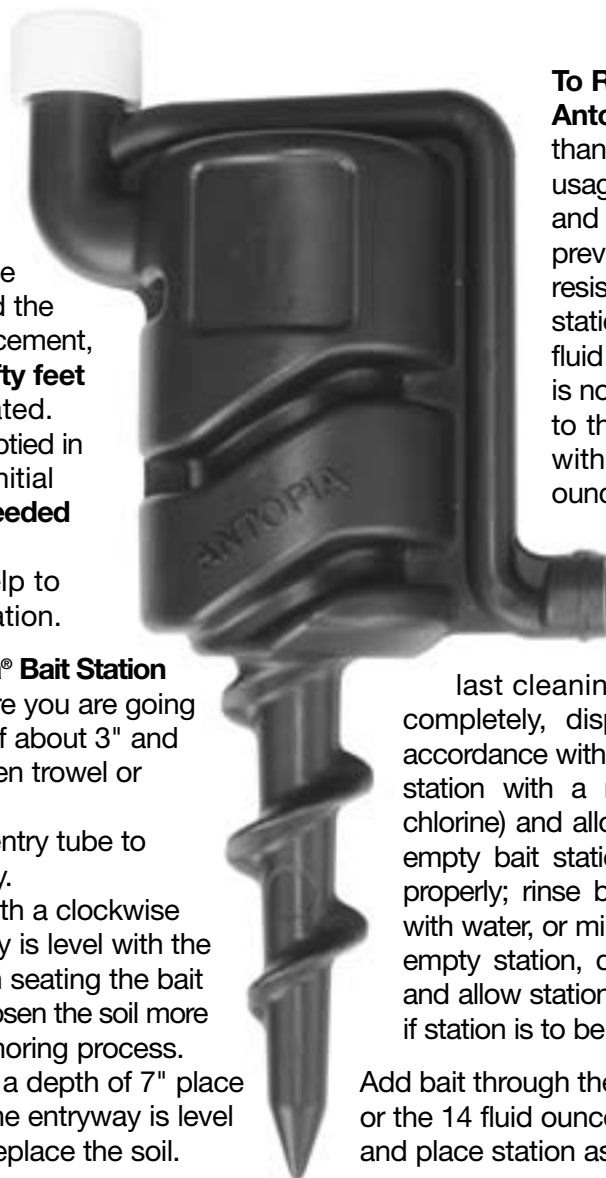 e
d the
cement,
fty feet
ated.
ptied in
nitial
eeded
elp to
ation.
® Bait Station
re you are going
f about 3" and
en trowel or
entry tube to
y.
th a clockwise
y is level with the
n seating the bait
osen the soil more
horing process.
a depth of 7" place
he entryway is level
eplace the soil.
ANTOPIA
To R
Anto
than
usag
and
prev
resis
statio
fluid
is no
to th
with
ounc
last cleaning
completely, disp
accordance with
station with a
chlorine) and allo
empty bait stati
properly; rinse b
with water, or mi
empty station, d
and allow station
if station is to be
Add bait through the
or the 14 fluid ounce
and place station as